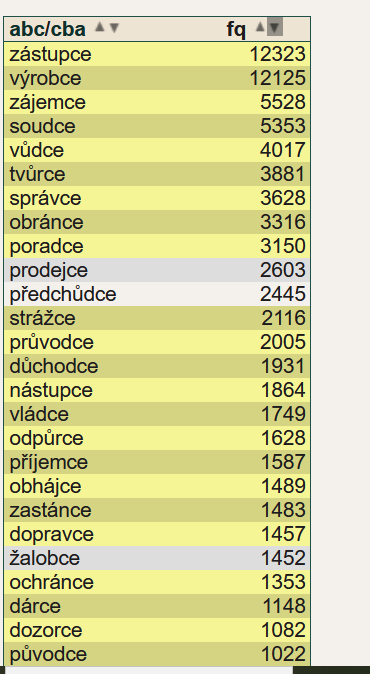 abc/cba ▲▼ fq ▲▼
zástupce 12323
výrobce 12125
zájemce 5528
soudce 5353
vůdce 4017
tvůrce 3881
správce 3628
obránce 3316
poradce 3150
prodejce 2603
předchůdce 2445
strážce 2116
průvodce 2005
důchodce 1931
nástupce 1864
vládce 1749
odpůrce 1628
příjemce 1587
obhájce 1489
zastánce 1483
dopravce 1457
žalobce 1452
ochránce 1353
dárce 1148
dozorce 1082
původce 1022